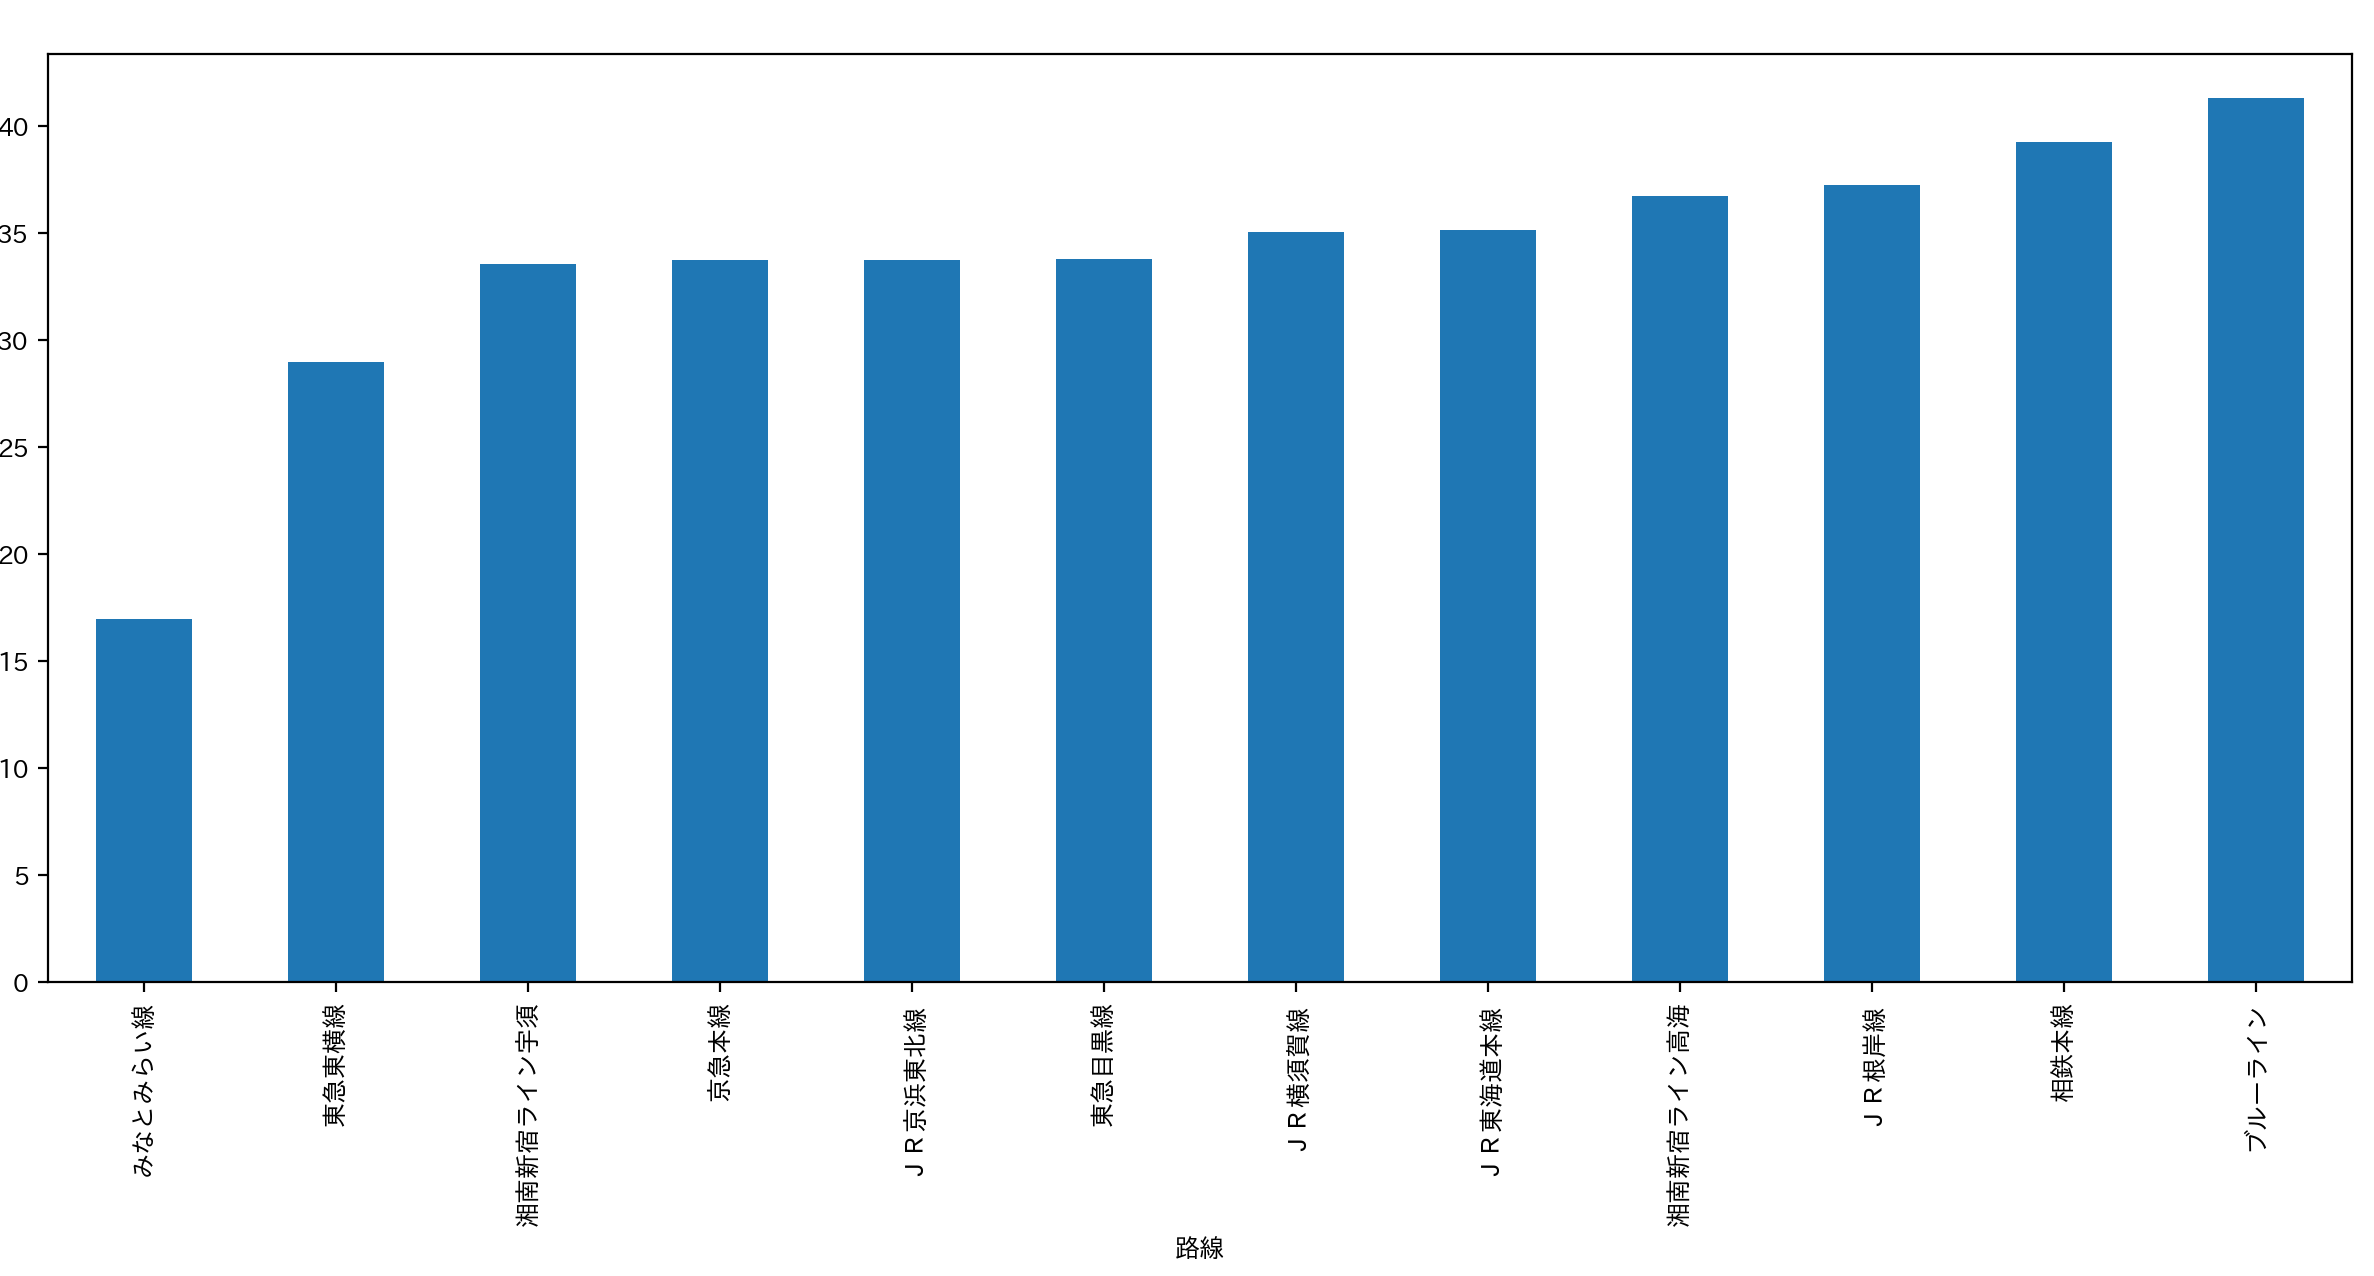 40
35
30
25
20
15
10
5
0
みなとみらい線
東急東横線
湘南新宿ライン宇須
京急本線
ＪＲ京浜東北線
東急目黒線
ＪＲ横須賀線
ＪＲ東海道本線
湘南新宿ライン高海
ＪＲ根岸線
相鉄本線
ブルーライン
路線